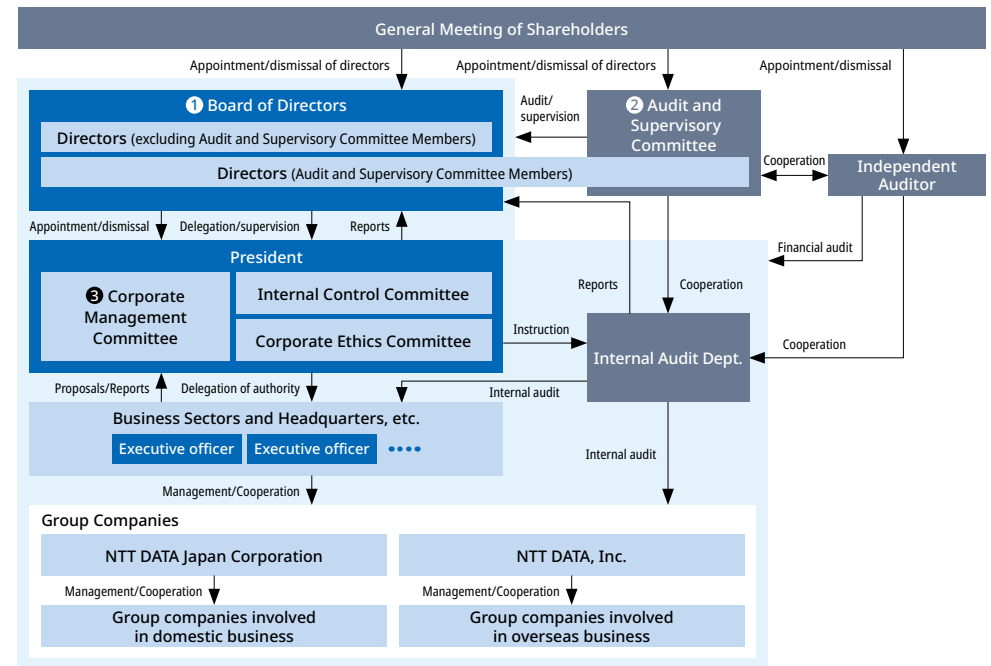 General Meeting of Shareholders
Appointment/dismissal of directors
Appointment/dismissal of directors
Appointment/dismissal
1 Board of Directors
Directors (excluding Audit and Supervisory Committee Members)
Directors (Audit and Supervisory Committee Members)
Audit/
supervision
2 Audit and
Supervisory
Committee
Cooperation
Independent
Auditor
Appointment/dismissal
Delegation/supervision
Reports
Financial audit
President
3 Corporate
Management
Committee
Internal Control Committee
Corporate Ethics Committee
Reports
Cooperation
Instruction
Internal Audit Dept.
Cooperation
Proposals/Reports
Delegation of authority
Internal audit
Business Sectors and Headquarters, etc.
Executive officer
Executive officer
••••
Internal audit
Management/Cooperation
Group Companies
NTT DATA Japan Corporation
NTT DATA, Inc.
Management/Cooperation
Management/Cooperation
Group companies involved
in domestic business
Group companies involved
in overseas business